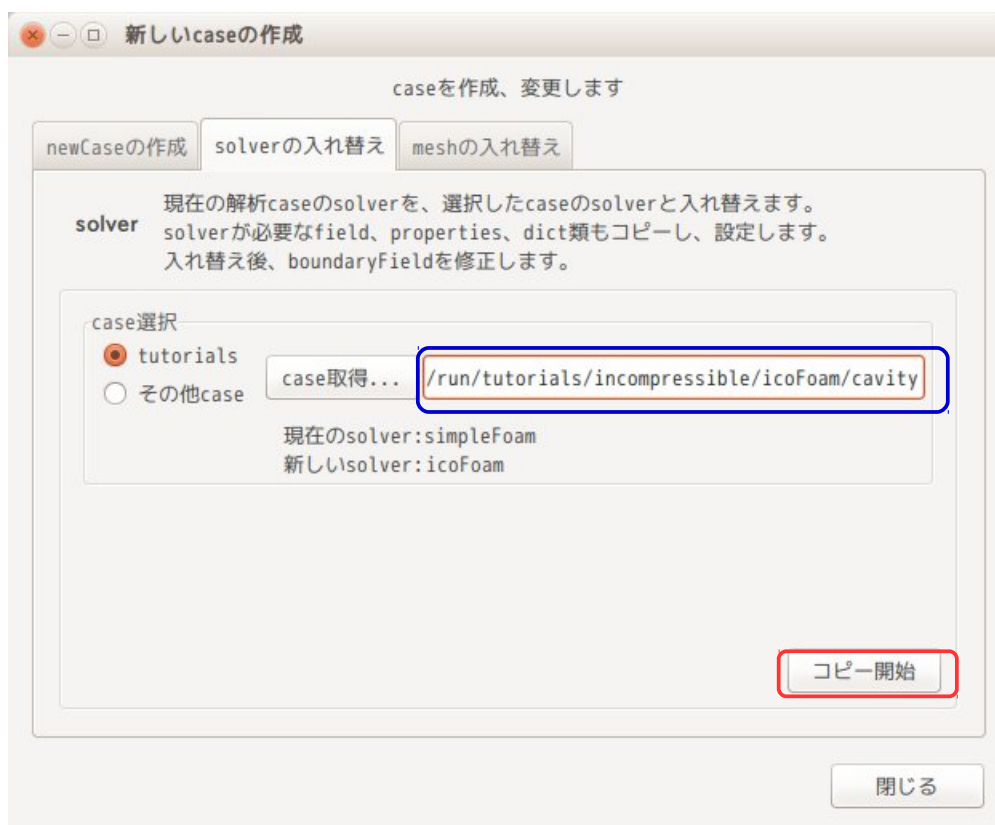 新しいcaseの作成
caseを作成、変更します
newCaseの作成 solverの入れ替え meshの入れ替え
solver
現在の解析caseのsolverを、選択したcaseのsolverと入れ替えます。
solverが必要なfield、properties、dict類もコピーし、設定します。
入れ替え後、boundaryFieldを修正します。
case選択
tutorials
その他case
case取得... /run/tutorials/incompressible/icoFoam/cavity
現在のsolver:simpleFoam
新しいsolver:icoFoam
コピー開始
閉じる